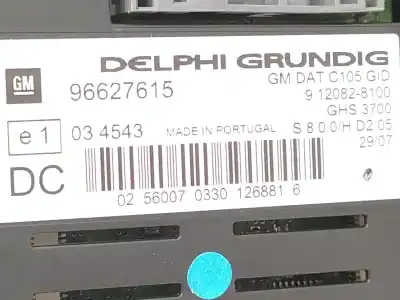 DELPHI GRUNDIG
GM
96627615
GM DAT C105 GID
9 12082-8100
GHS 3700
e 1
03 4543
MADE IN PORTUGAL
S 8 0.0/H D2.05
29/07
DC
02 56007 0330 126881 6